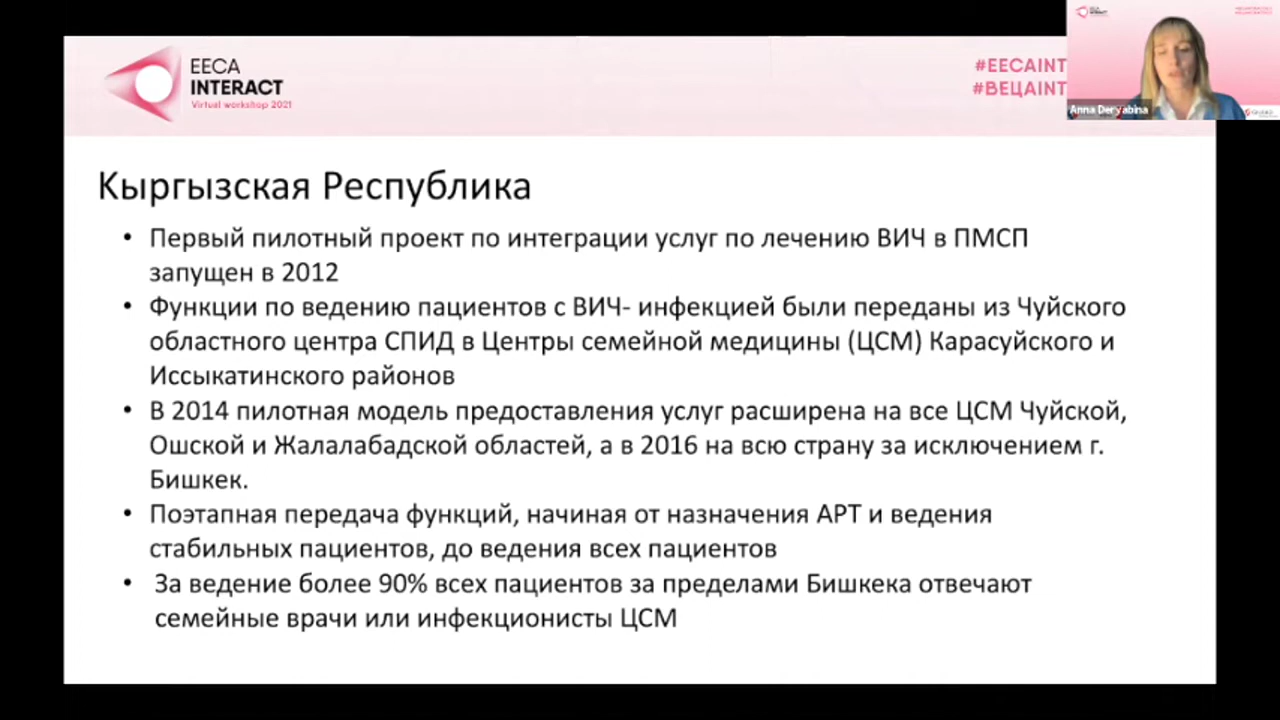 EECA
INTERACT
Virtual workshop 2021
#EECAINT
#ВЕЦАINT
Anna Deryabina
Кыргызская Республика
• Первый пилотный проект по интеграции услуг по лечению ВИЧ в ПМСП
запущен в 2012
• Функции по ведению пациентов с ВИЧ- инфекцией были переданы из Чуйского
областного центра СПИД в Центры семейной медицины (ЦСМ) Карасуйского и
Иссыкатинского районов
• В 2014 пилотная модель предоставления услуг расширена на все ЦСМ Чуйской,
Ошской и Жалалабадской областей, а в 2016 на всю страну за исключением г.
Бишкек.
• Поэтапная передача функций, начиная от назначения АРТ и ведения
стабильных пациентов, до ведения всех пациентов
• За ведение более 90% всех пациентов за пределами Бишкека отвечают
семейные врачи или инфекционисты ЦСМ